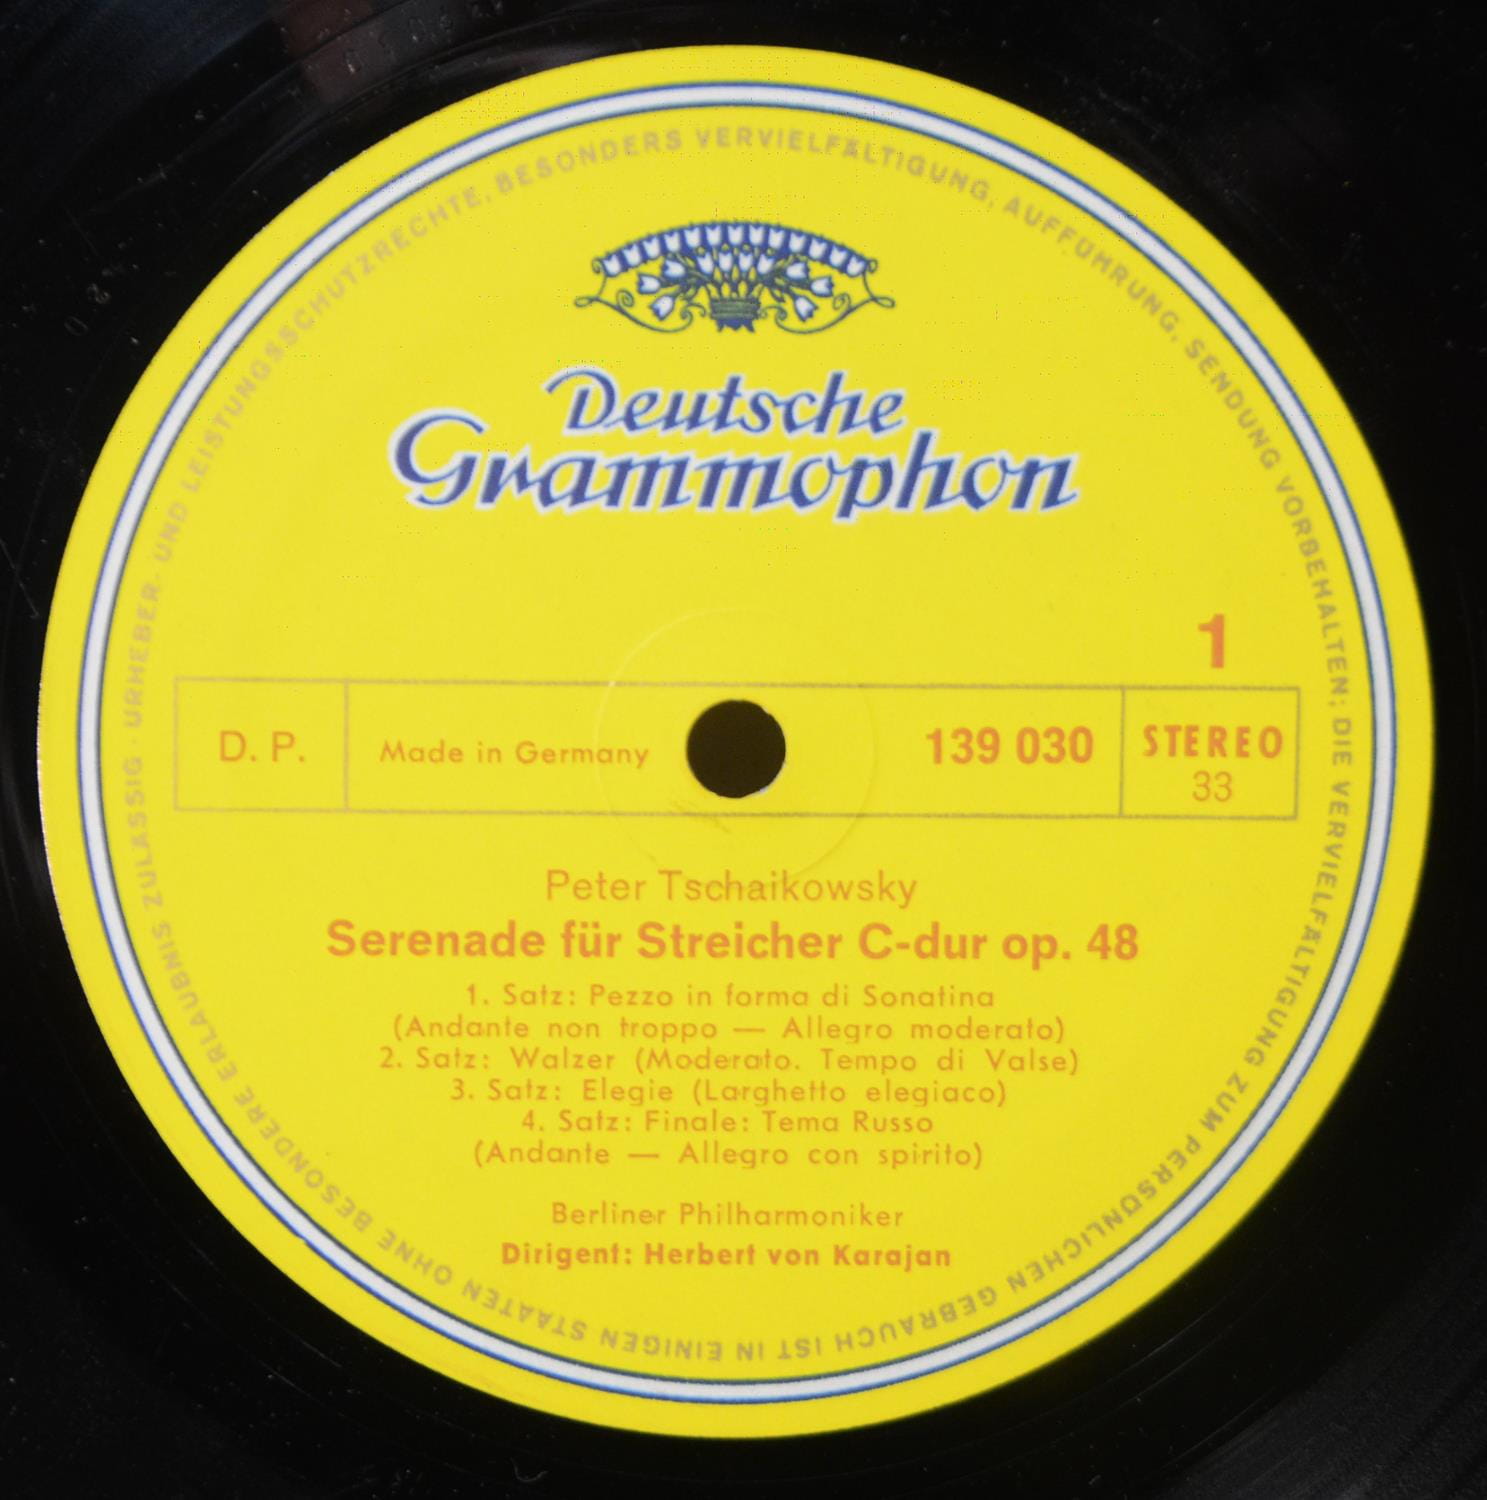 URHEBER- UND LEISTUNGSSCHUTZRECHTE, BESONDERS VERVIELFÄLTIGUNG, AUFFÜHRUNG, SENDUNG VORBEHALTEN; DIE VERVIELFÄLTIGUNG ZUM PERSÖNLICHEN GEBRAUCH IST IN EINIGEN STAATEN OHNE BESONDERE ERLAUBNIS ZULÄSSIG ·
Deutsche
Grammophon
1
D. P.
Made in Germany
139 030
STEREO
33
Peter Tschaikowsky
Serenade für Streicher C-dur op. 48
1. Satz: Pezzo in forma di Sonatina
(Andante non troppo — Allegro moderato)
2. Satz: Walzer (Moderato. Tempo di Valse)
3. Satz: Elegie (Larghetto elegiaco)
4. Satz: Finale: Tema Russo
(Andante — Allegro con spirito)
Berliner Philharmoniker
Dirigent: Herbert von Karajan